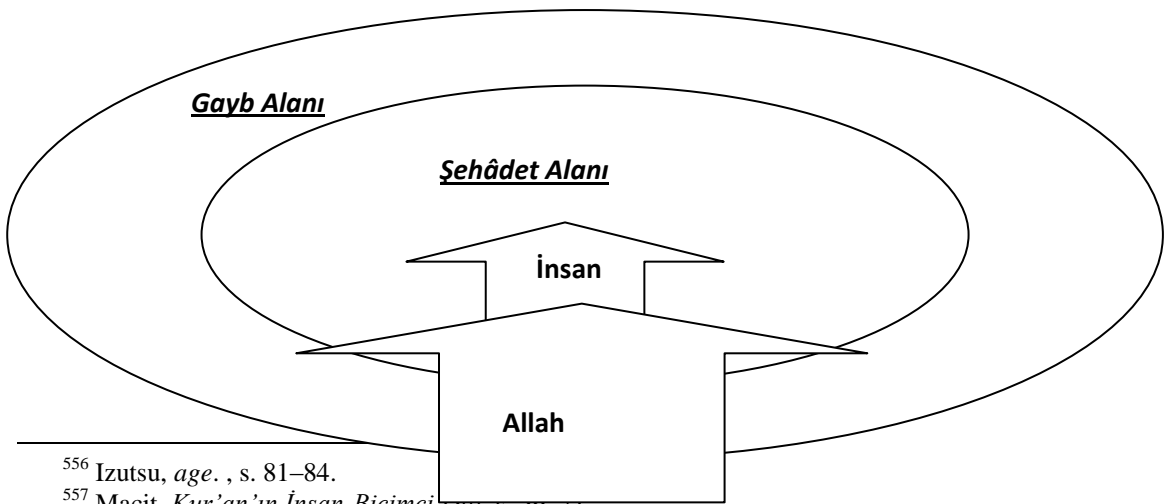 Gayb Alanı
Şehâdet Alanı
İnsan
Allah
556 Izutsu, age. , s. 81–84.
557 Macit, Kur’an’ın İnsan-Biçimci